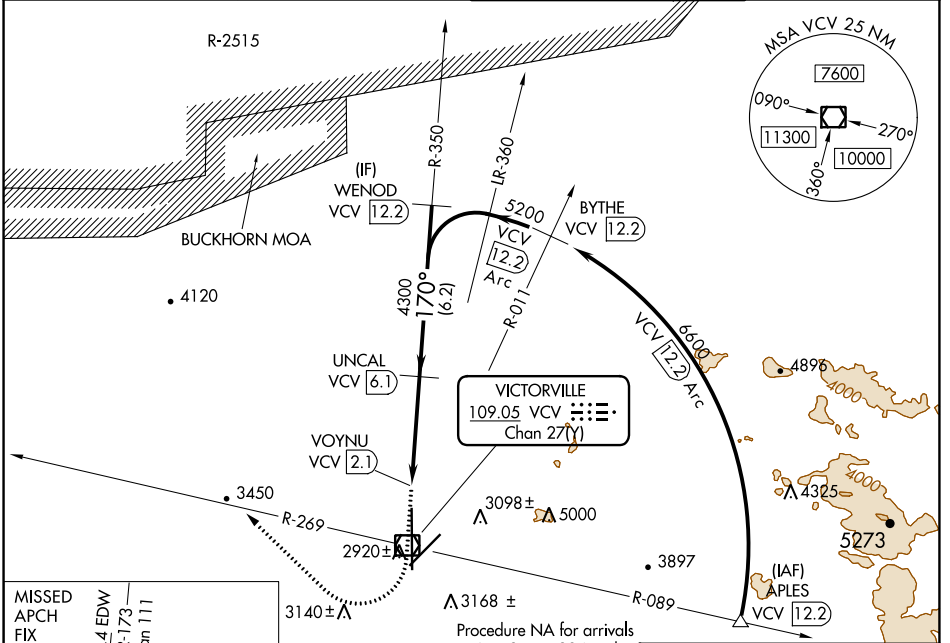 R-2515
MSA VCV 25 NM
7600
090°
270°
11300
10000
360°
BUCKHORN MOA
R-350
LR-360
(IF)
WENOD
VCV 12.2
5200
VCV
12.2
Arc
BYTHE
VCV 12.2
R-011
4120
4300
170°
(6.2)
6600
VCV 12.2 Arc
UNCAL
VCV 6.1
4896
4000
VICTORVILLE
109.05 VCV
Chan 27(Y)
VOYNU
VCV 2.1
3450
R-269
3098 ±
5000
4325
4000
5273
2920 ±
3897
(IAF)
APLES
VCV 12.2
R-089
3140 ±
3168 ±
MISSED
APCH
FIX
EDW
Procedure NA for arrivals